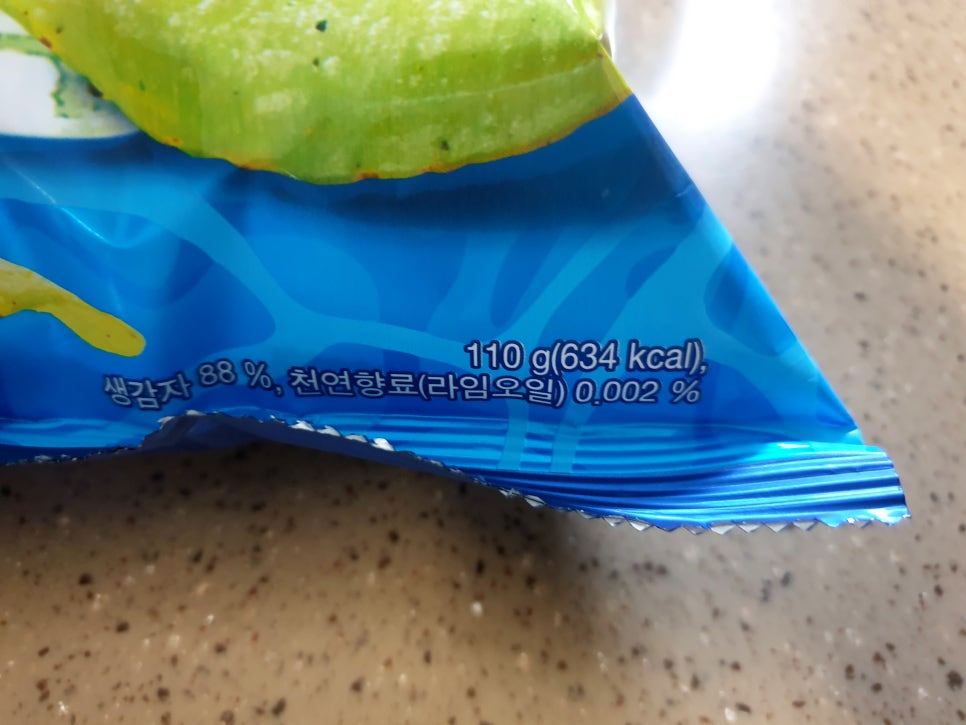 110 g(634 kcal),
생감자 88 %, 천연향료(라임오일) 0.002 %